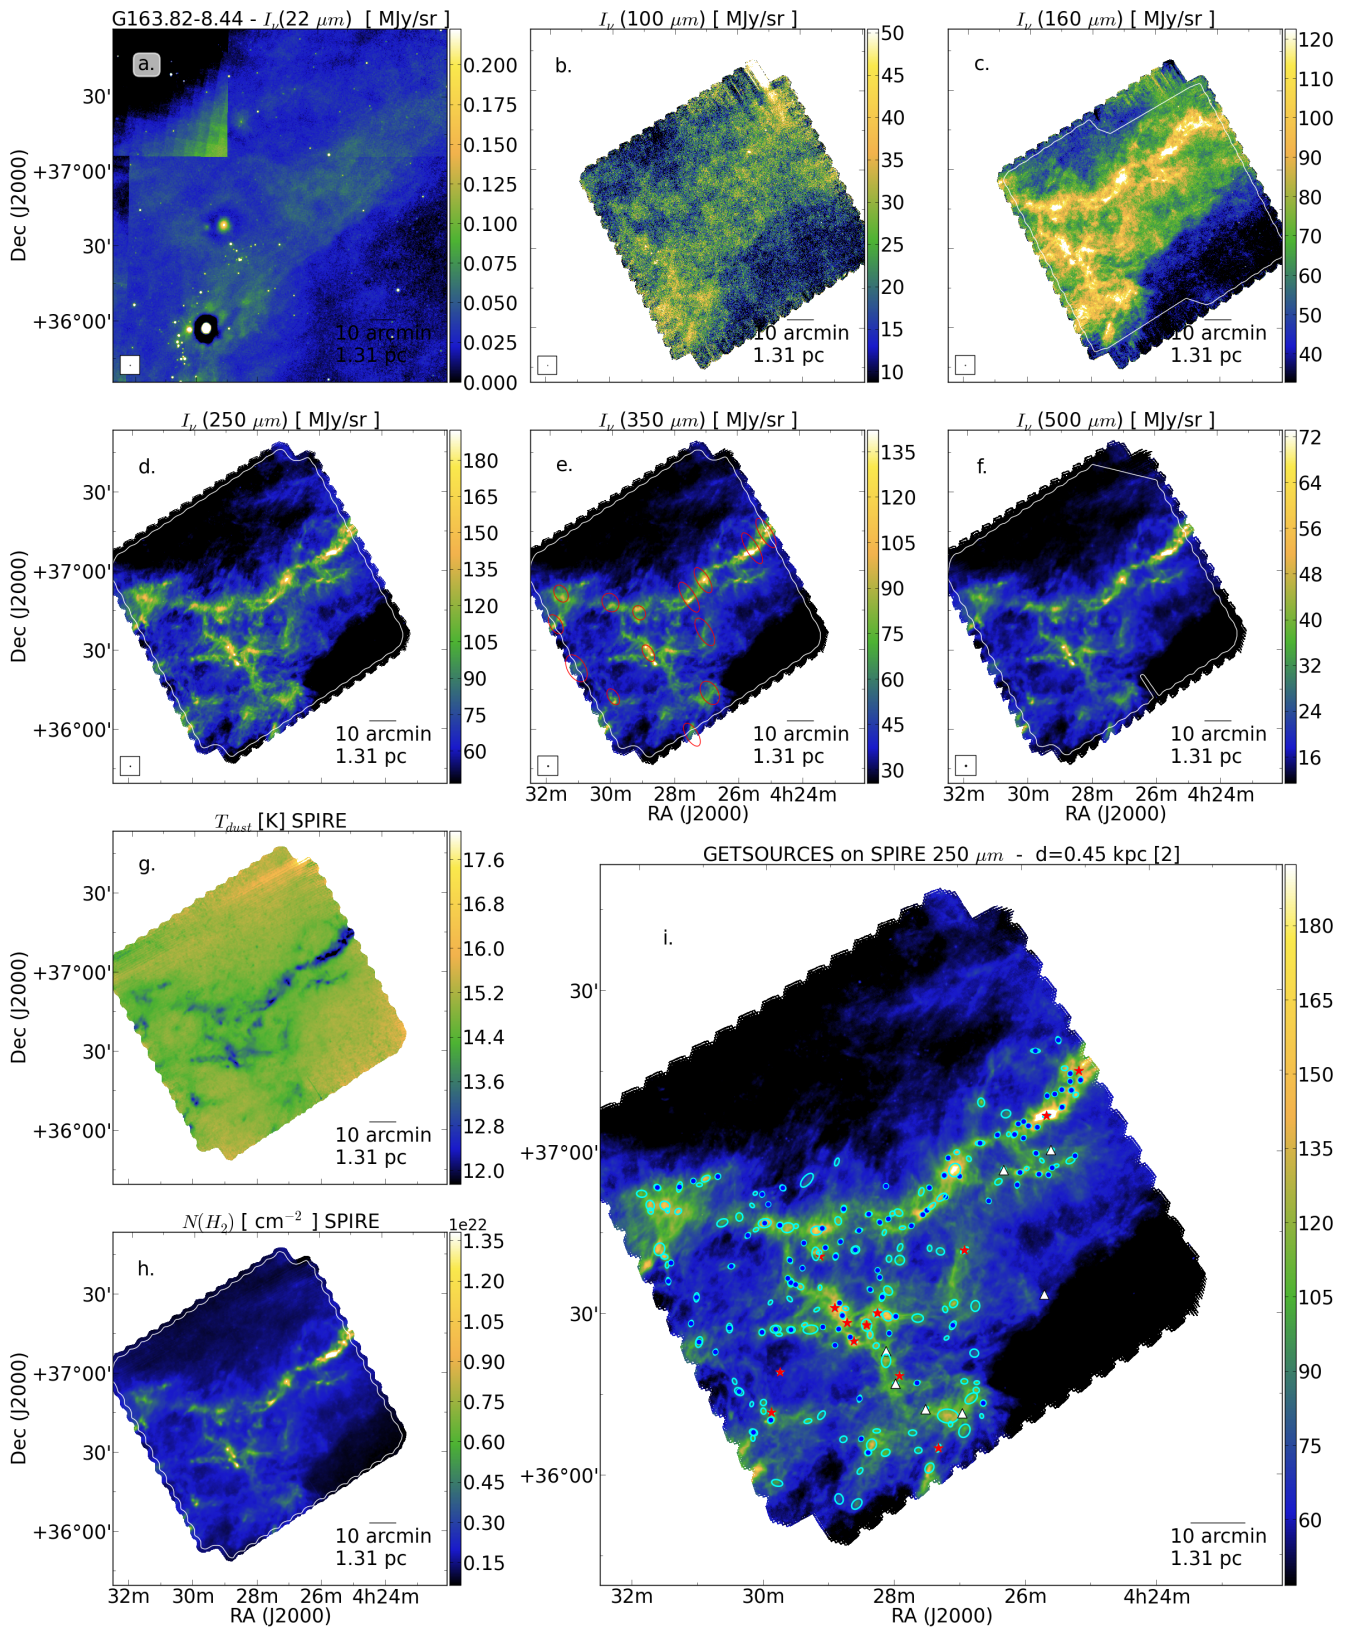 G163.82-8.44 - Iν(22 μm) [ MJy/sr ]
a.
30'
+37°00'
30'
+36°00'
Dec (J2000)
10 arcmin
1.31 pc
0.200
0.175
0.150
0.125
0.100
0.075
0.050
0.025
0.000
Iν (100 μm) [ MJy/sr ]
b.
10 arcmin
1.31 pc
50
45
40
35
30
25
20
15
10
Iν (160 μm) [ MJy/sr ]
c.
10 arcmin
1.31 pc
120
110
100
90
80
70
60
50
40
Iν (250 μm) [ MJy/sr ]
d.
30'
+37°00'
30'
+36°00'
Dec (J2000)
10 arcmin
1.31 pc
180
165
150
135
120
105
90
75
60
Iν (350 μm) [ MJy/sr ]
e.
10 arcmin
1.31 pc
135
120
105
90
75
60
45
30
32m 30m 28m 26m 4h24m
RA (J2000)
Iν (500 μm) [ MJy/sr ]
f.
10 arcmin
1.31 pc
72
64
56
48
40
32
24
16
32m 30m 28m 26m 4h24m
RA (J2000)
Tdust [K] SPIRE
g.
30'
+37°00'
30'
+36°00'
Dec (J2000)
10 arcmin
1.31 pc
17.6
16.8
16.0
15.2
14.4
13.6
12.8
12.0
N(H2) [ cm−2 ] SPIRE
1e22
h.
30'
+37°00'
30'
+36°00'
Dec (J2000)
10 arcmin
1.31 pc
1.35
1.20
1.05
0.90
0.75
0.60
0.45
0.30
0.15
32m 30m 28m 26m 4h24m
RA (J2000)
GETSOURCES on SPIRE 250 μm - d=0.45 kpc [2]
i.
30'
+37°00'
30'
+36°00'
10 arcmin
1.31 pc
180
165
150
135
120
105
90
75
60
32m 30m 28m 26m 4h24m
RA (J2000)